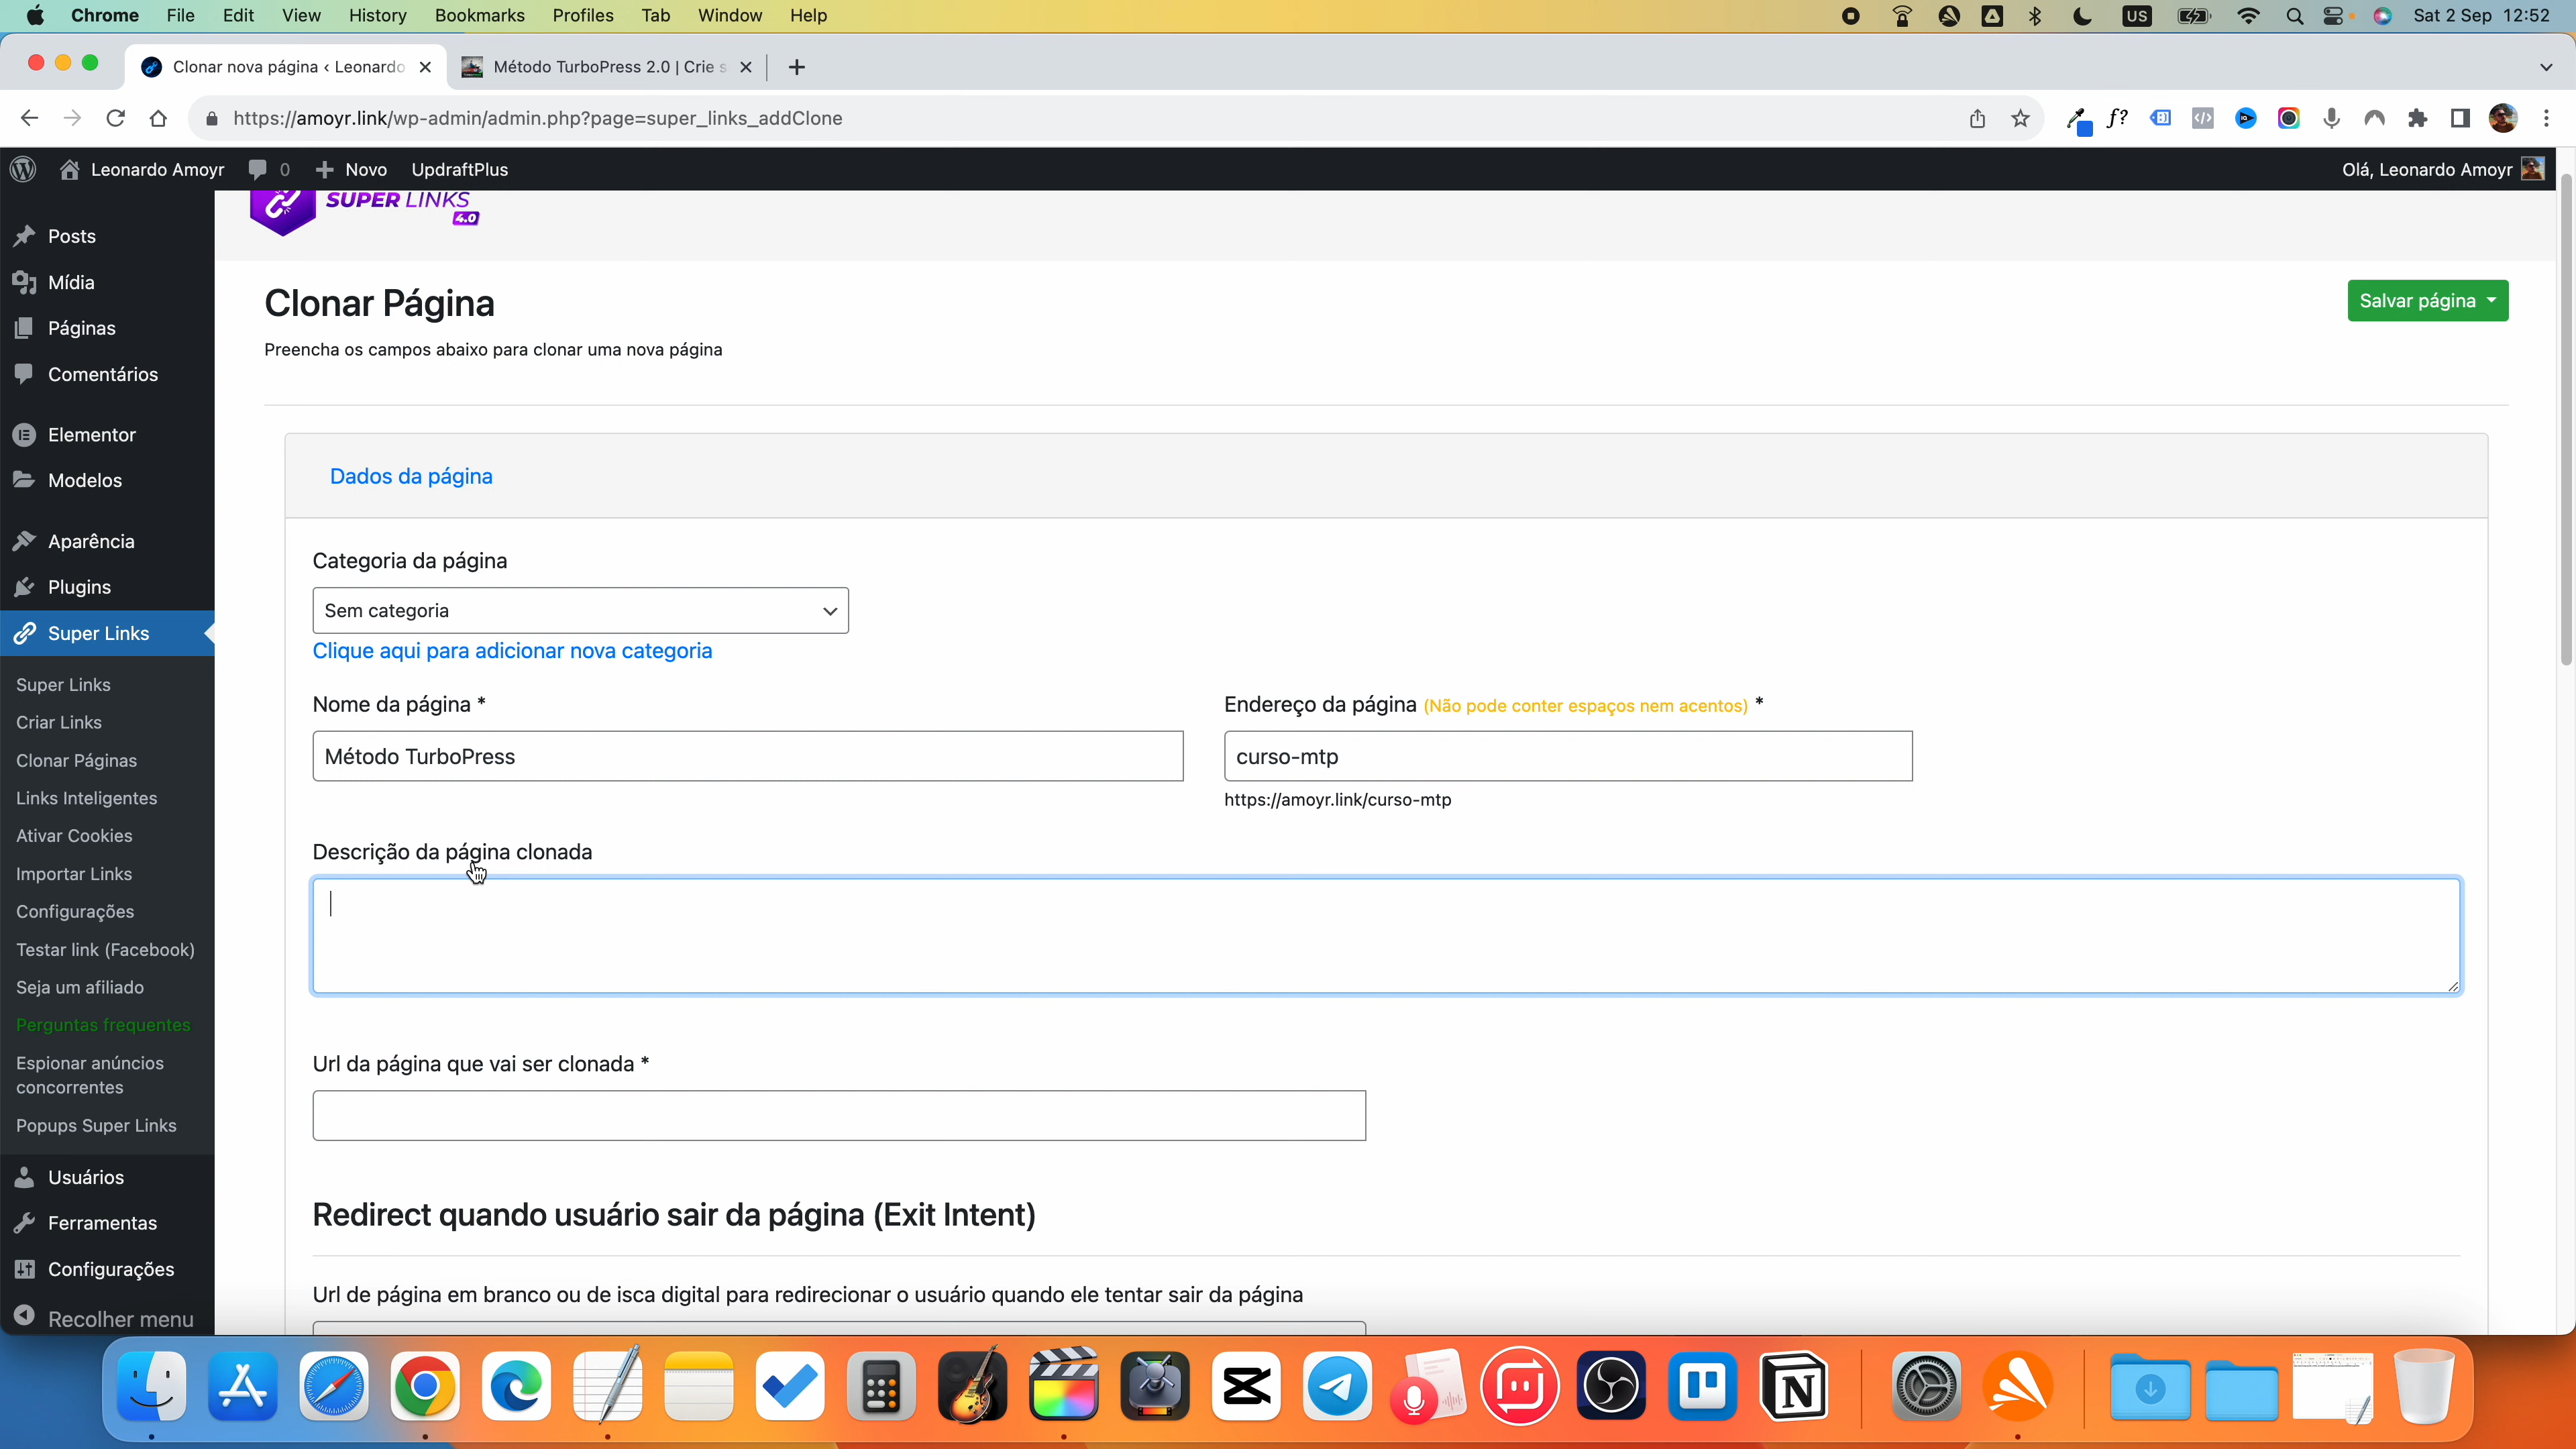 Chrome File Edit View History Bookmarks Profiles Tab Window Help US Sat 2 Sep 12:52
Clonar nova página ‹ Leonardo Método TurboPress 2.0 | Crie s
https://amoyr.link/wp-admin/admin.php?page=super_links_addClone
Leonardo Amoyr 0 Novo UpdraftPlus Olá, Leonardo Amoyr
SUPER LINKS
4.0
Posts
Mídia
Páginas
Comentários
Elementor
Modelos
Aparência
Plugins
Super Links
Super Links
Criar Links
Clonar Páginas
Links Inteligentes
Ativar Cookies
Importar Links
Configurações
Testar link (Facebook)
Seja um afiliado
Perguntas frequentes
Espionar anúncios
concorrentes
Popups Super Links
Usuários
Ferramentas
Configurações
Recolher menu
Clonar Página
Salvar página
Preencha os campos abaixo para clonar uma nova página
Dados da página
Categoria da página
Sem categoria
Clique aqui para adicionar nova categoria
Nome da página *
Método TurboPress
Endereço da página (Não pode conter espaços nem acentos) *
curso-mtp
https://amoyr.link/curso-mtp
Descrição da página clonada
Url da página que vai ser clonada *
Redirect quando usuário sair da página (Exit Intent)
Url de página em branco ou de isca digital para redirecionar o usuário quando ele tentar sair da página